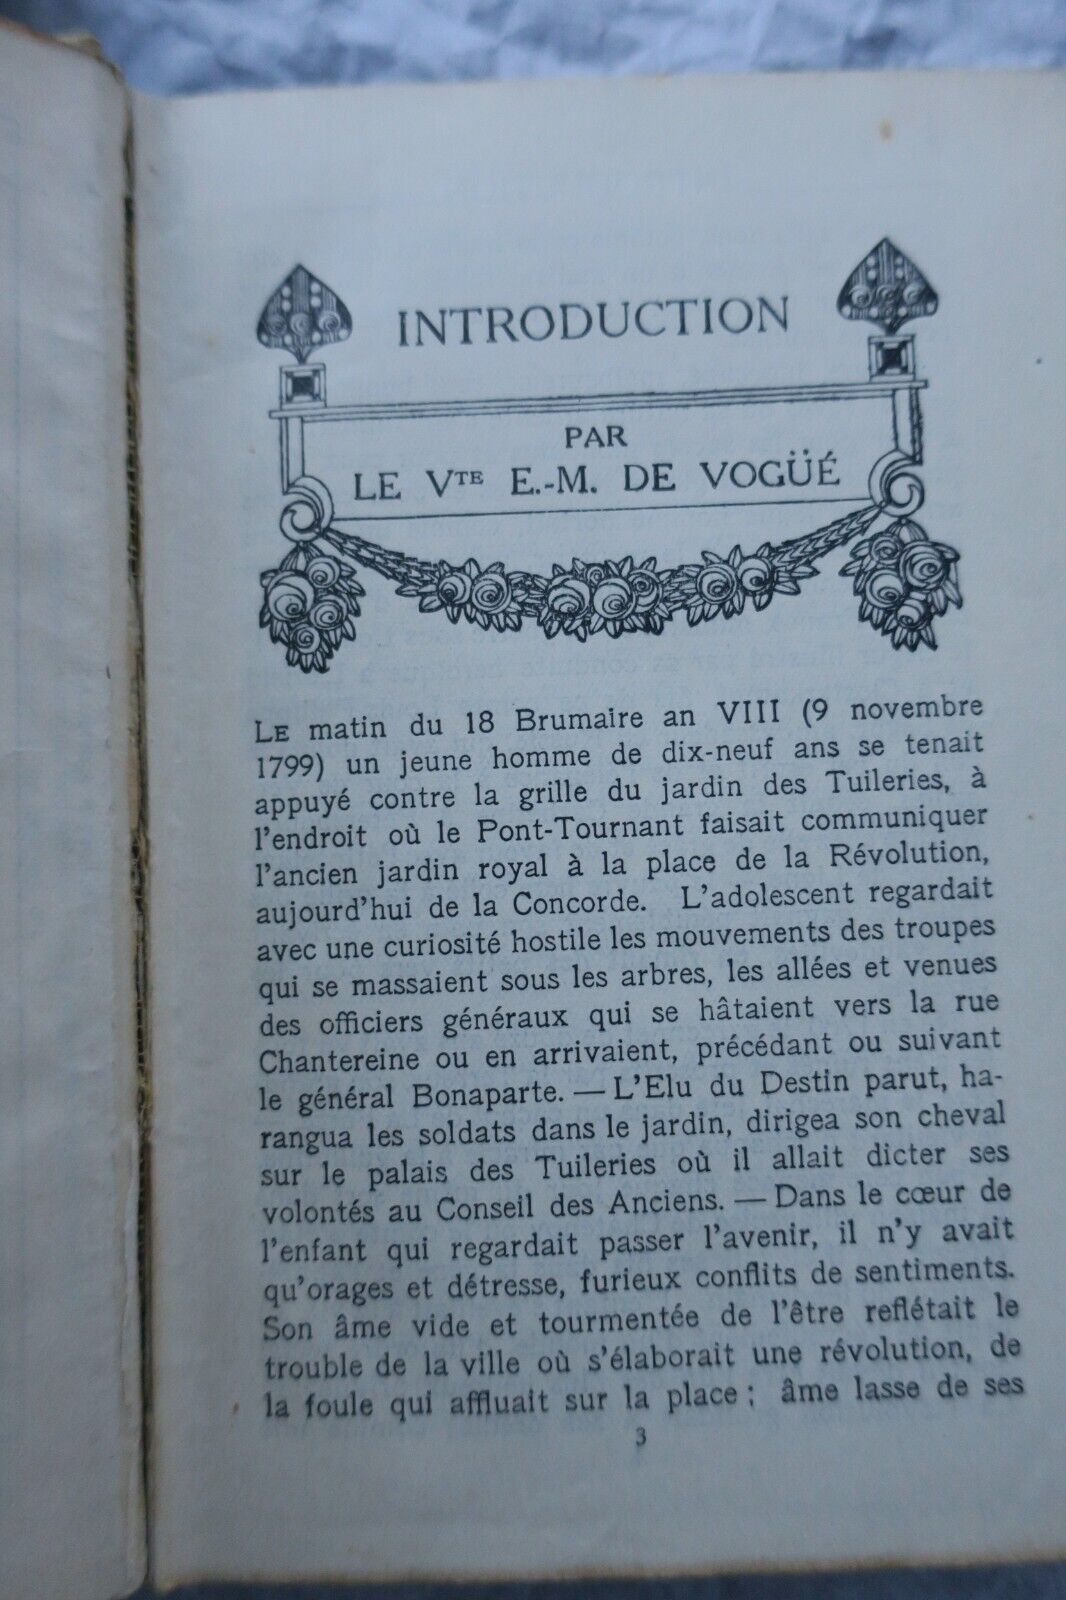 INTRODUCTION
PAR
LE Vᵀᴱ E.-M. DE VOGÜÉ
LE matin du 18 Brumaire an VIII (9 novembre
1799) un jeune homme de dix-neuf ans se tenait
appuyé contre la grille du jardin des Tuileries, à
l'endroit où le Pont-Tournant faisait communiquer
l'ancien jardin royal à la place de la Révolution,
aujourd'hui de la Concorde. L'adolescent regardait
avec une curiosité hostile les mouvements des troupes
qui se massaient sous les arbres, les allées et venues
des officiers généraux qui se hâtaient vers la rue
Chantereine ou en arrivaient, précédant ou suivant
le général Bonaparte. — L'Elu du Destin parut, ha-
rangua les soldats dans le jardin, dirigea son cheval
sur le palais des Tuileries où il allait dicter ses
volontés au Conseil des Anciens. — Dans le cœur de
l'enfant qui regardait passer l'avenir, il n'y avait
qu'orages et détresse, furieux conflits de sentiments.
Son âme vide et tourmentée de l'être reflétait le
trouble de la ville où s'élaborait une révolution, de
la foule qui affluait sur la place ; âme lasse de ses
3